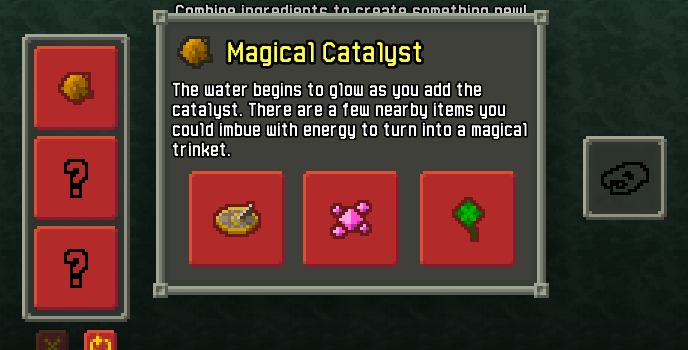 Combine ingredients to create something new!
Magical Catalyst
The water begins to glow as you add the
catalyst. There are a few nearby items you
could imbue with energy to turn into a magical
trinket.
?
?